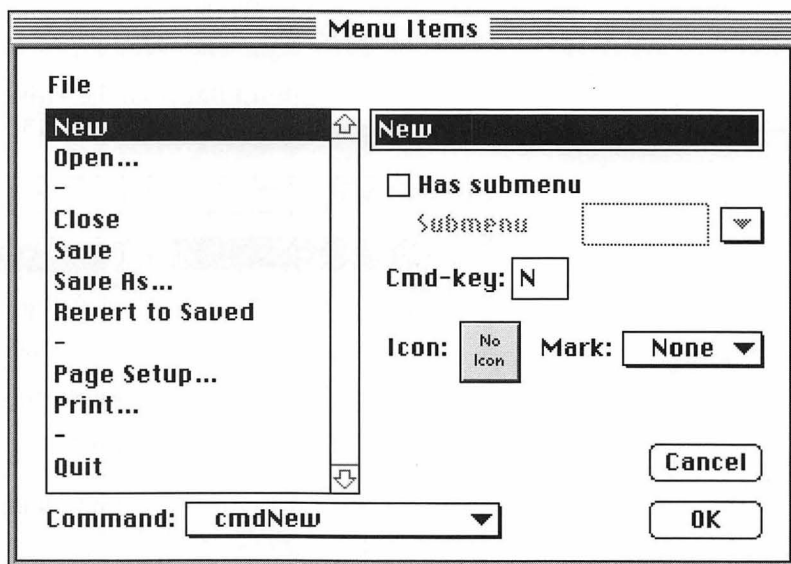 Menu Items
File
New
Open...
-
Close
Save
Save As...
Revert to Saved
-
Page Setup...
Print...
-
Quit
New
Has submenu
Submenu
Cmd-key: N
Icon: No Icon Mark: None
Cancel
Command: cmdNew
OK